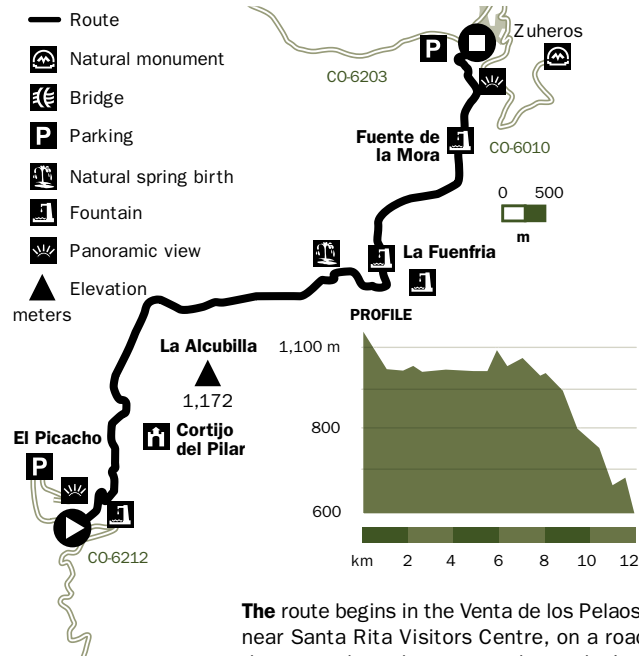 Route
Natural monument
Bridge
P Parking
Natural spring birth
Fountain
Panoramic view
Elevation
meters
P
Zuheros
CO-6203
CO-6010
Fuente de
la Mora
0 500
m
La Fuenfria
La Alcubilla
1,172
Cortijo
del Pilar
El Picacho
P
CO-6212
PROFILE
1,100 m
800
600
km 2 4 6 8 10 12
The route begins in the Venta de los Pelaos
near Santa Rita Visitors Centre, on a road